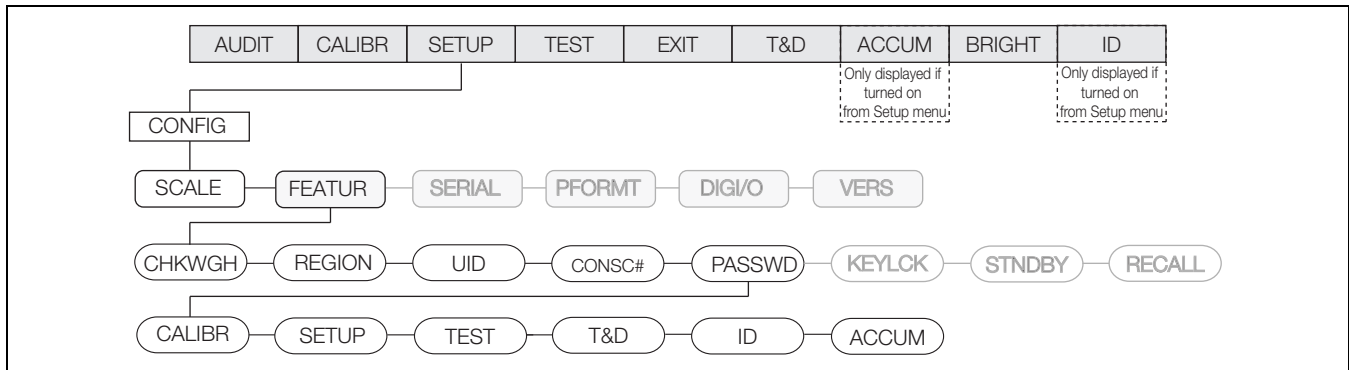 AUDIT CALIBR SETUP TEST EXIT T&D ACCUM BRIGHT ID
Only displayed if
turned on
from Setup menu
Only displayed if
turned on
from Setup menu
CONFIG
SCALE FEATUR SERIAL PFORMT DIGI/O VERS
CHKWGH REGION UID CONSC# PASSWD KEYLCK STNDBY RECALL
CALIBR SETUP TEST T&D ID ACCUM